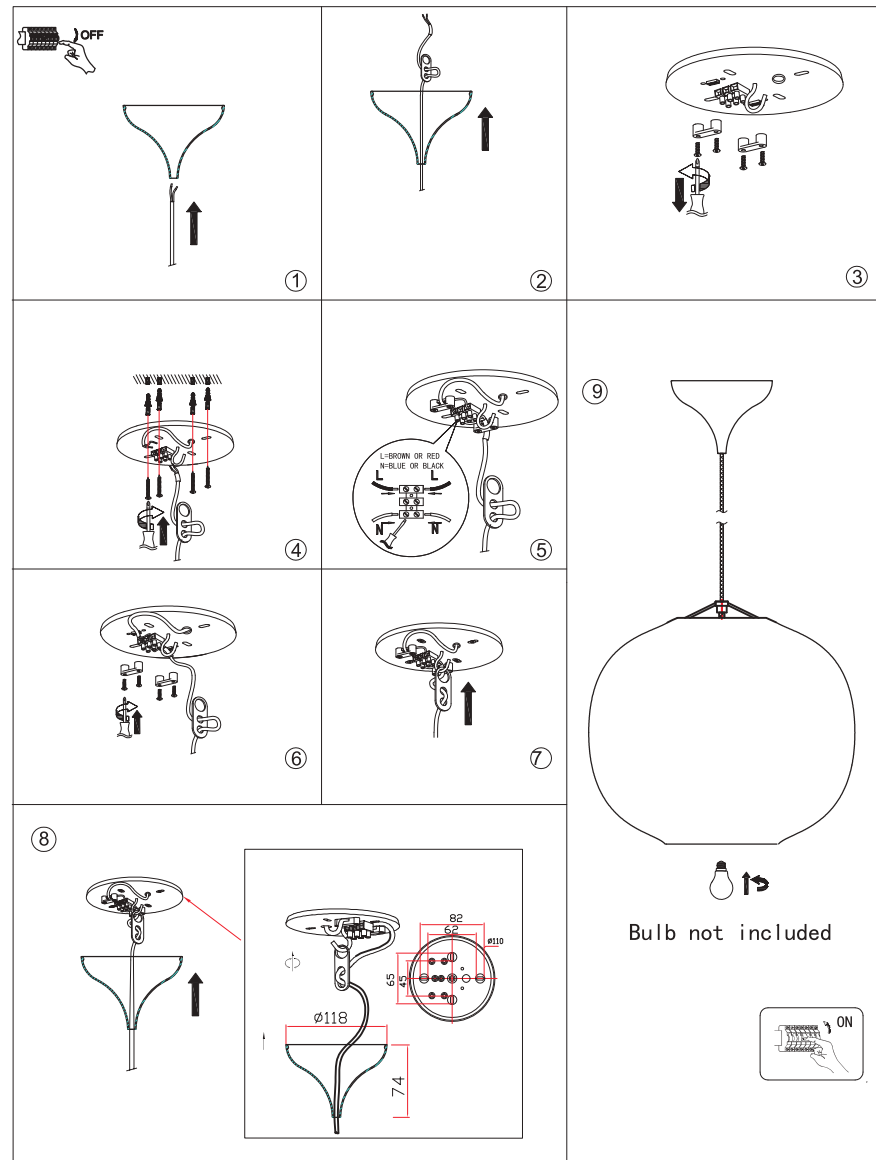 OFF
①
②
③
④
L=BROWN OR RED
N=BLUE OR BLACK
L L
N N
⑤
⑥
⑦
⑧
82
62
ø110
65
45
ø118
74
⑨
Bulb not included
ON